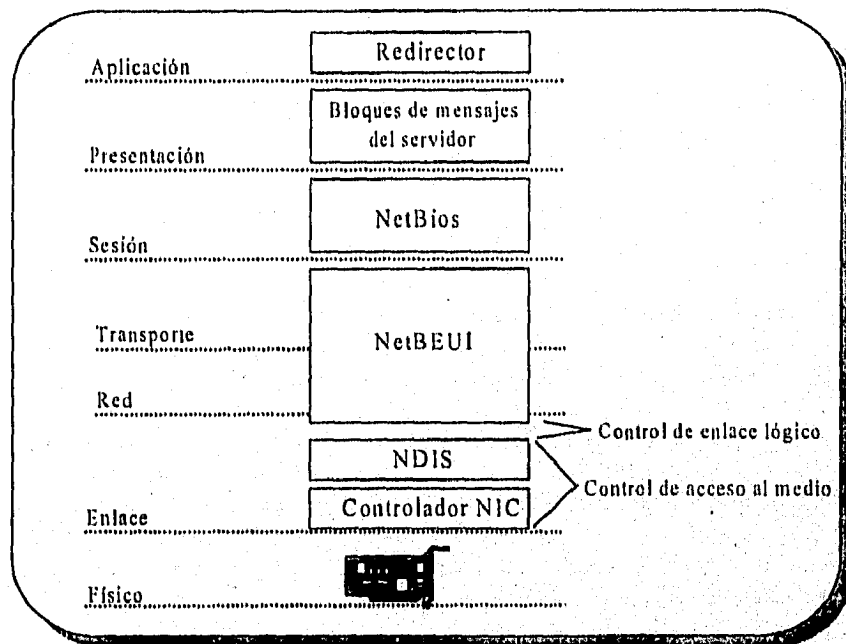 Redirector
Aplicación
Bloques de mensajes
del servidor
Presentación
NetBios
Sesión
Transporte
NetBEUI
Red
Control de enlace lógico
NDIS
Control de acceso al medio
Controlador NIC
Enlace
Físico